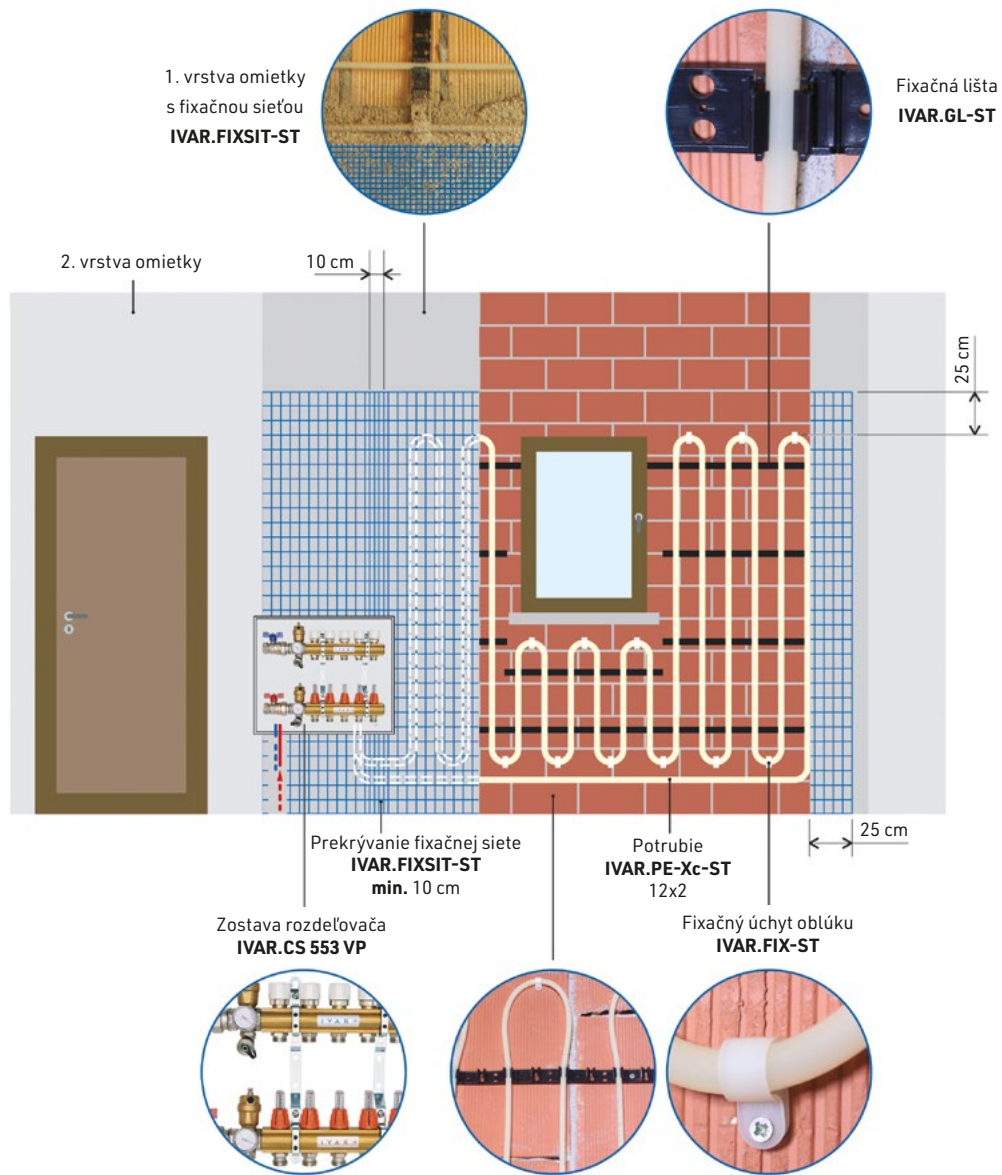 1. vrstva omietky
s fixačnou sieťou
IVAR.FIXSIT-ST
Fixačná lišta
IVAR.GL-ST
2. vrstva omietky
10 cm
25 cm
25 cm
Prekrývanie fixačnej siete
IVAR.FIXSIT-ST
min. 10 cm
Potrubie
IVAR.PE-Xc-ST
12x2
Zostava rozdeľovača
IVAR.CS 553 VP
Fixačný úchyt oblúku
IVAR.FIX-ST
IVAR
IVAR